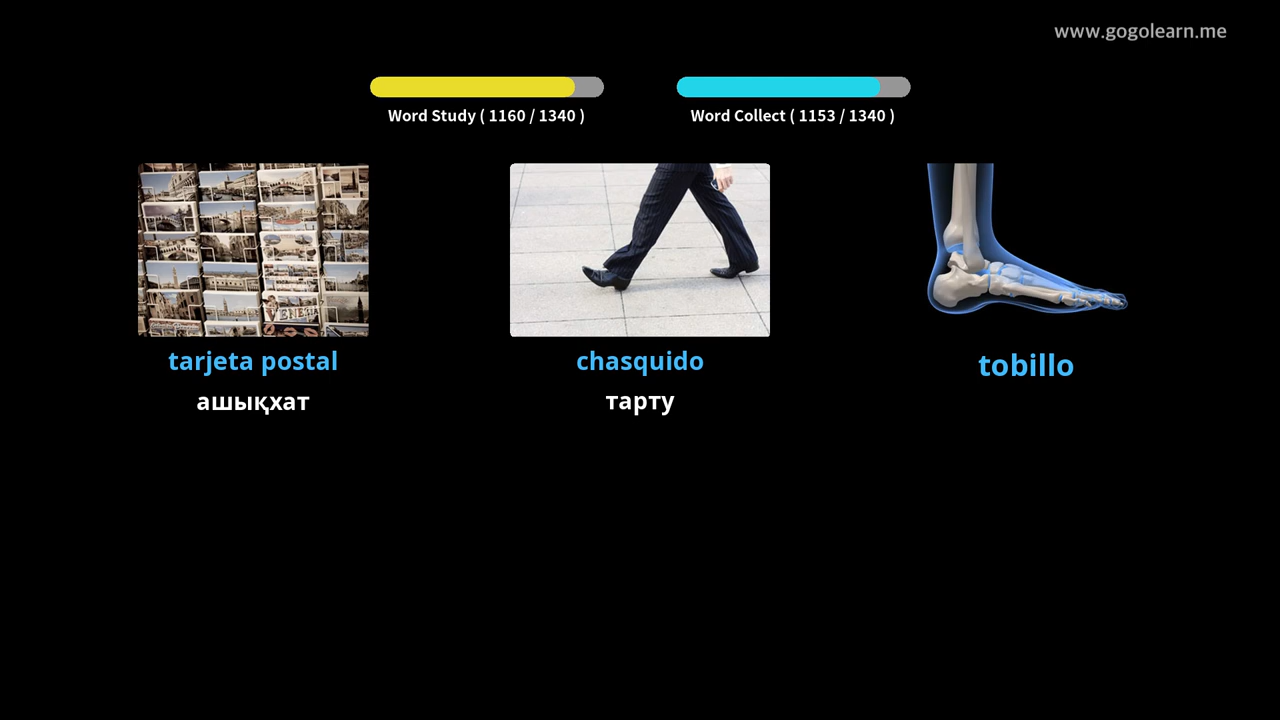 www.gogolearn.me
Word Study ( 1160 / 1340 )
Word Collect ( 1153 / 1340 )
tarjeta postal
ашықхат
chasquido
тарту
tobillo